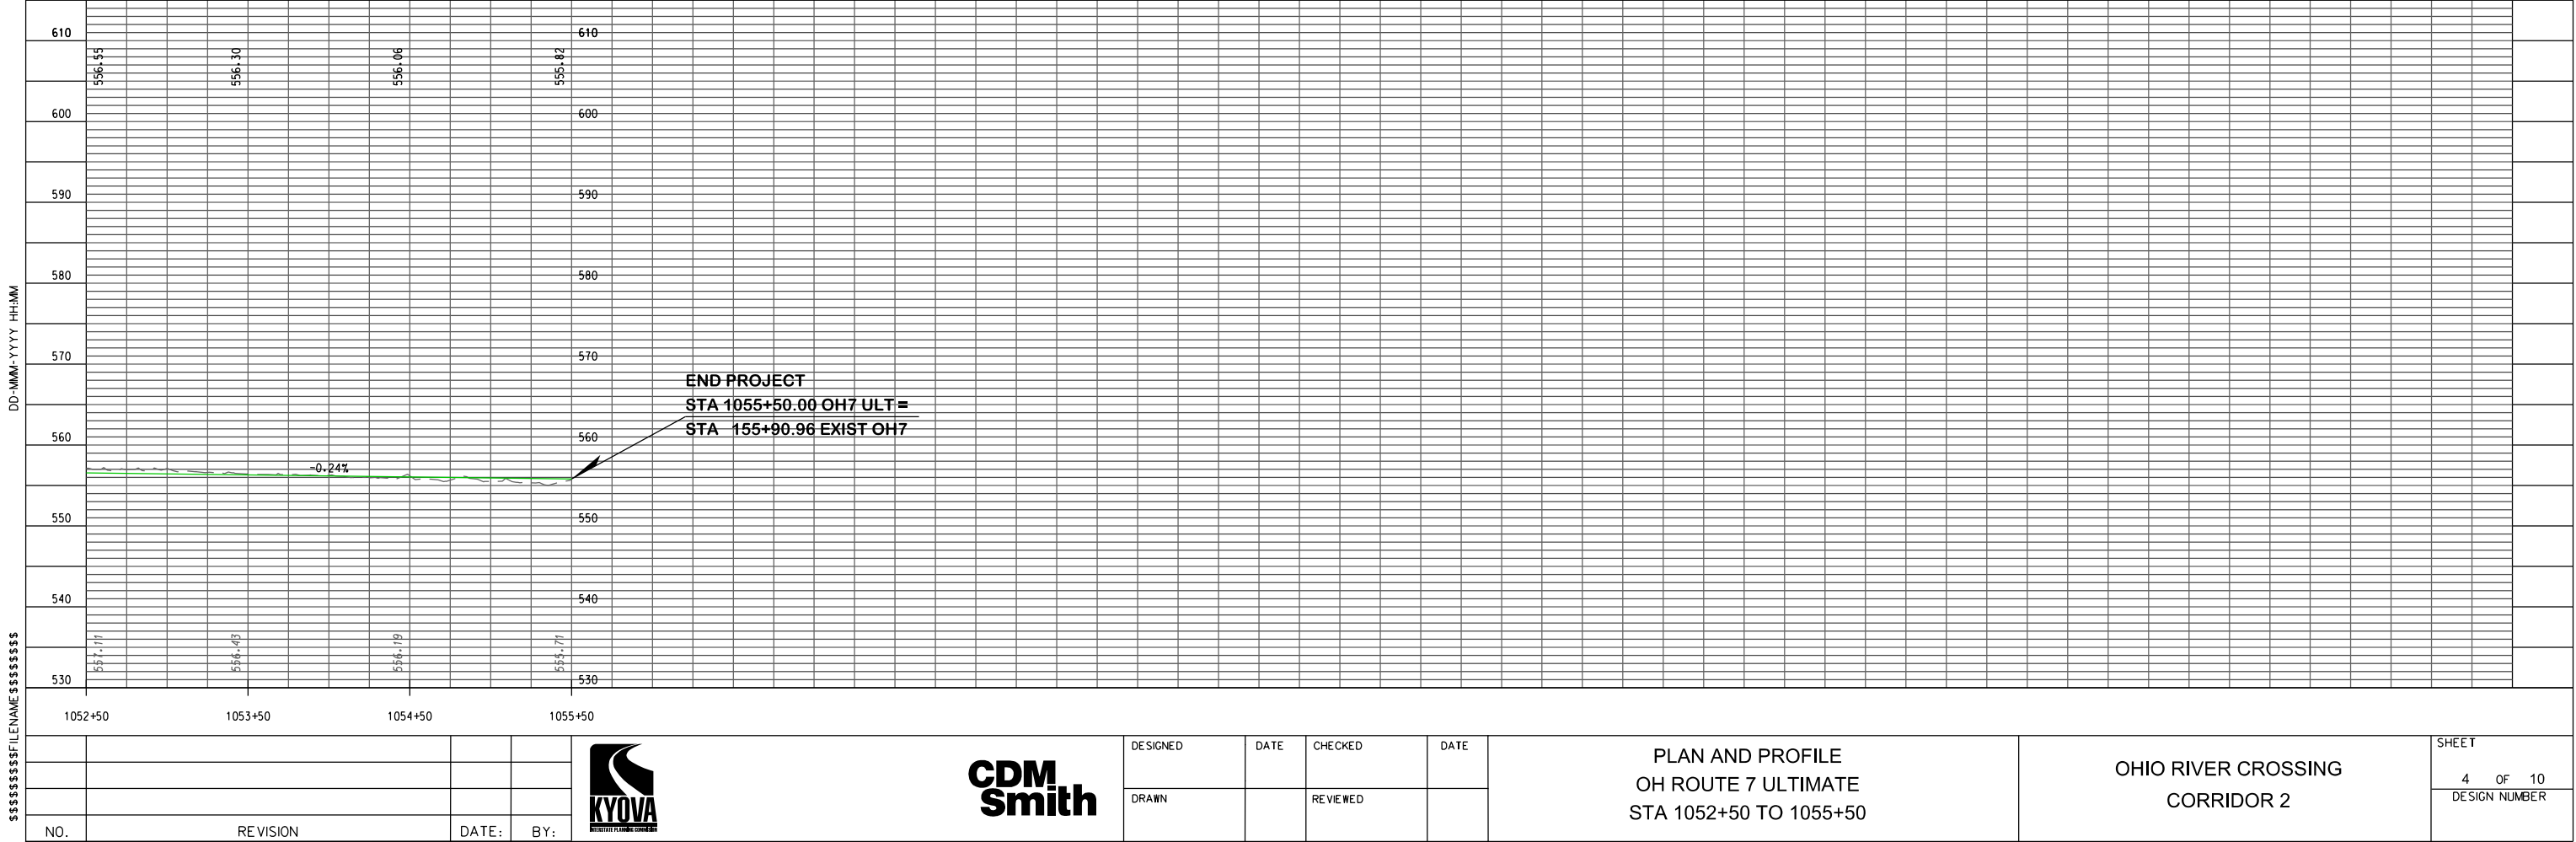 610
610
556.55
556.30
556.06
555.82
600
600
590
590
580
580
570
570
END PROJECT
STA 1055+50.00 OH7 ULT =
STA 155+90.96 EXIST OH7
560
560
-0.24%
550
550
540
540
557.11
556.43
556.19
555.71
530
530
1052+50 1053+50 1054+50 1055+50
DD-MMM-YYYY HH:MM
$$$$$$$$$FILENAME$$$$$$$$$
NO. REVISION DATE: BY:
KYOVA
INTERSTATE PLANNING COMMISSION
CDM
Smith
DESIGNED DATE CHECKED DATE
DRAWN REVIEWED
PLAN AND PROFILE
OH ROUTE 7 ULTIMATE
STA 1052+50 TO 1055+50
OHIO RIVER CROSSING
CORRIDOR 2
SHEET
4 OF 10
DESIGN NUMBER